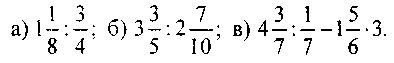 а) 1 1/8 : 3/4; б) 3 3/5 : 2 7/10; в) 4 3/7 : 1/7 − 1 5/6 · 3.